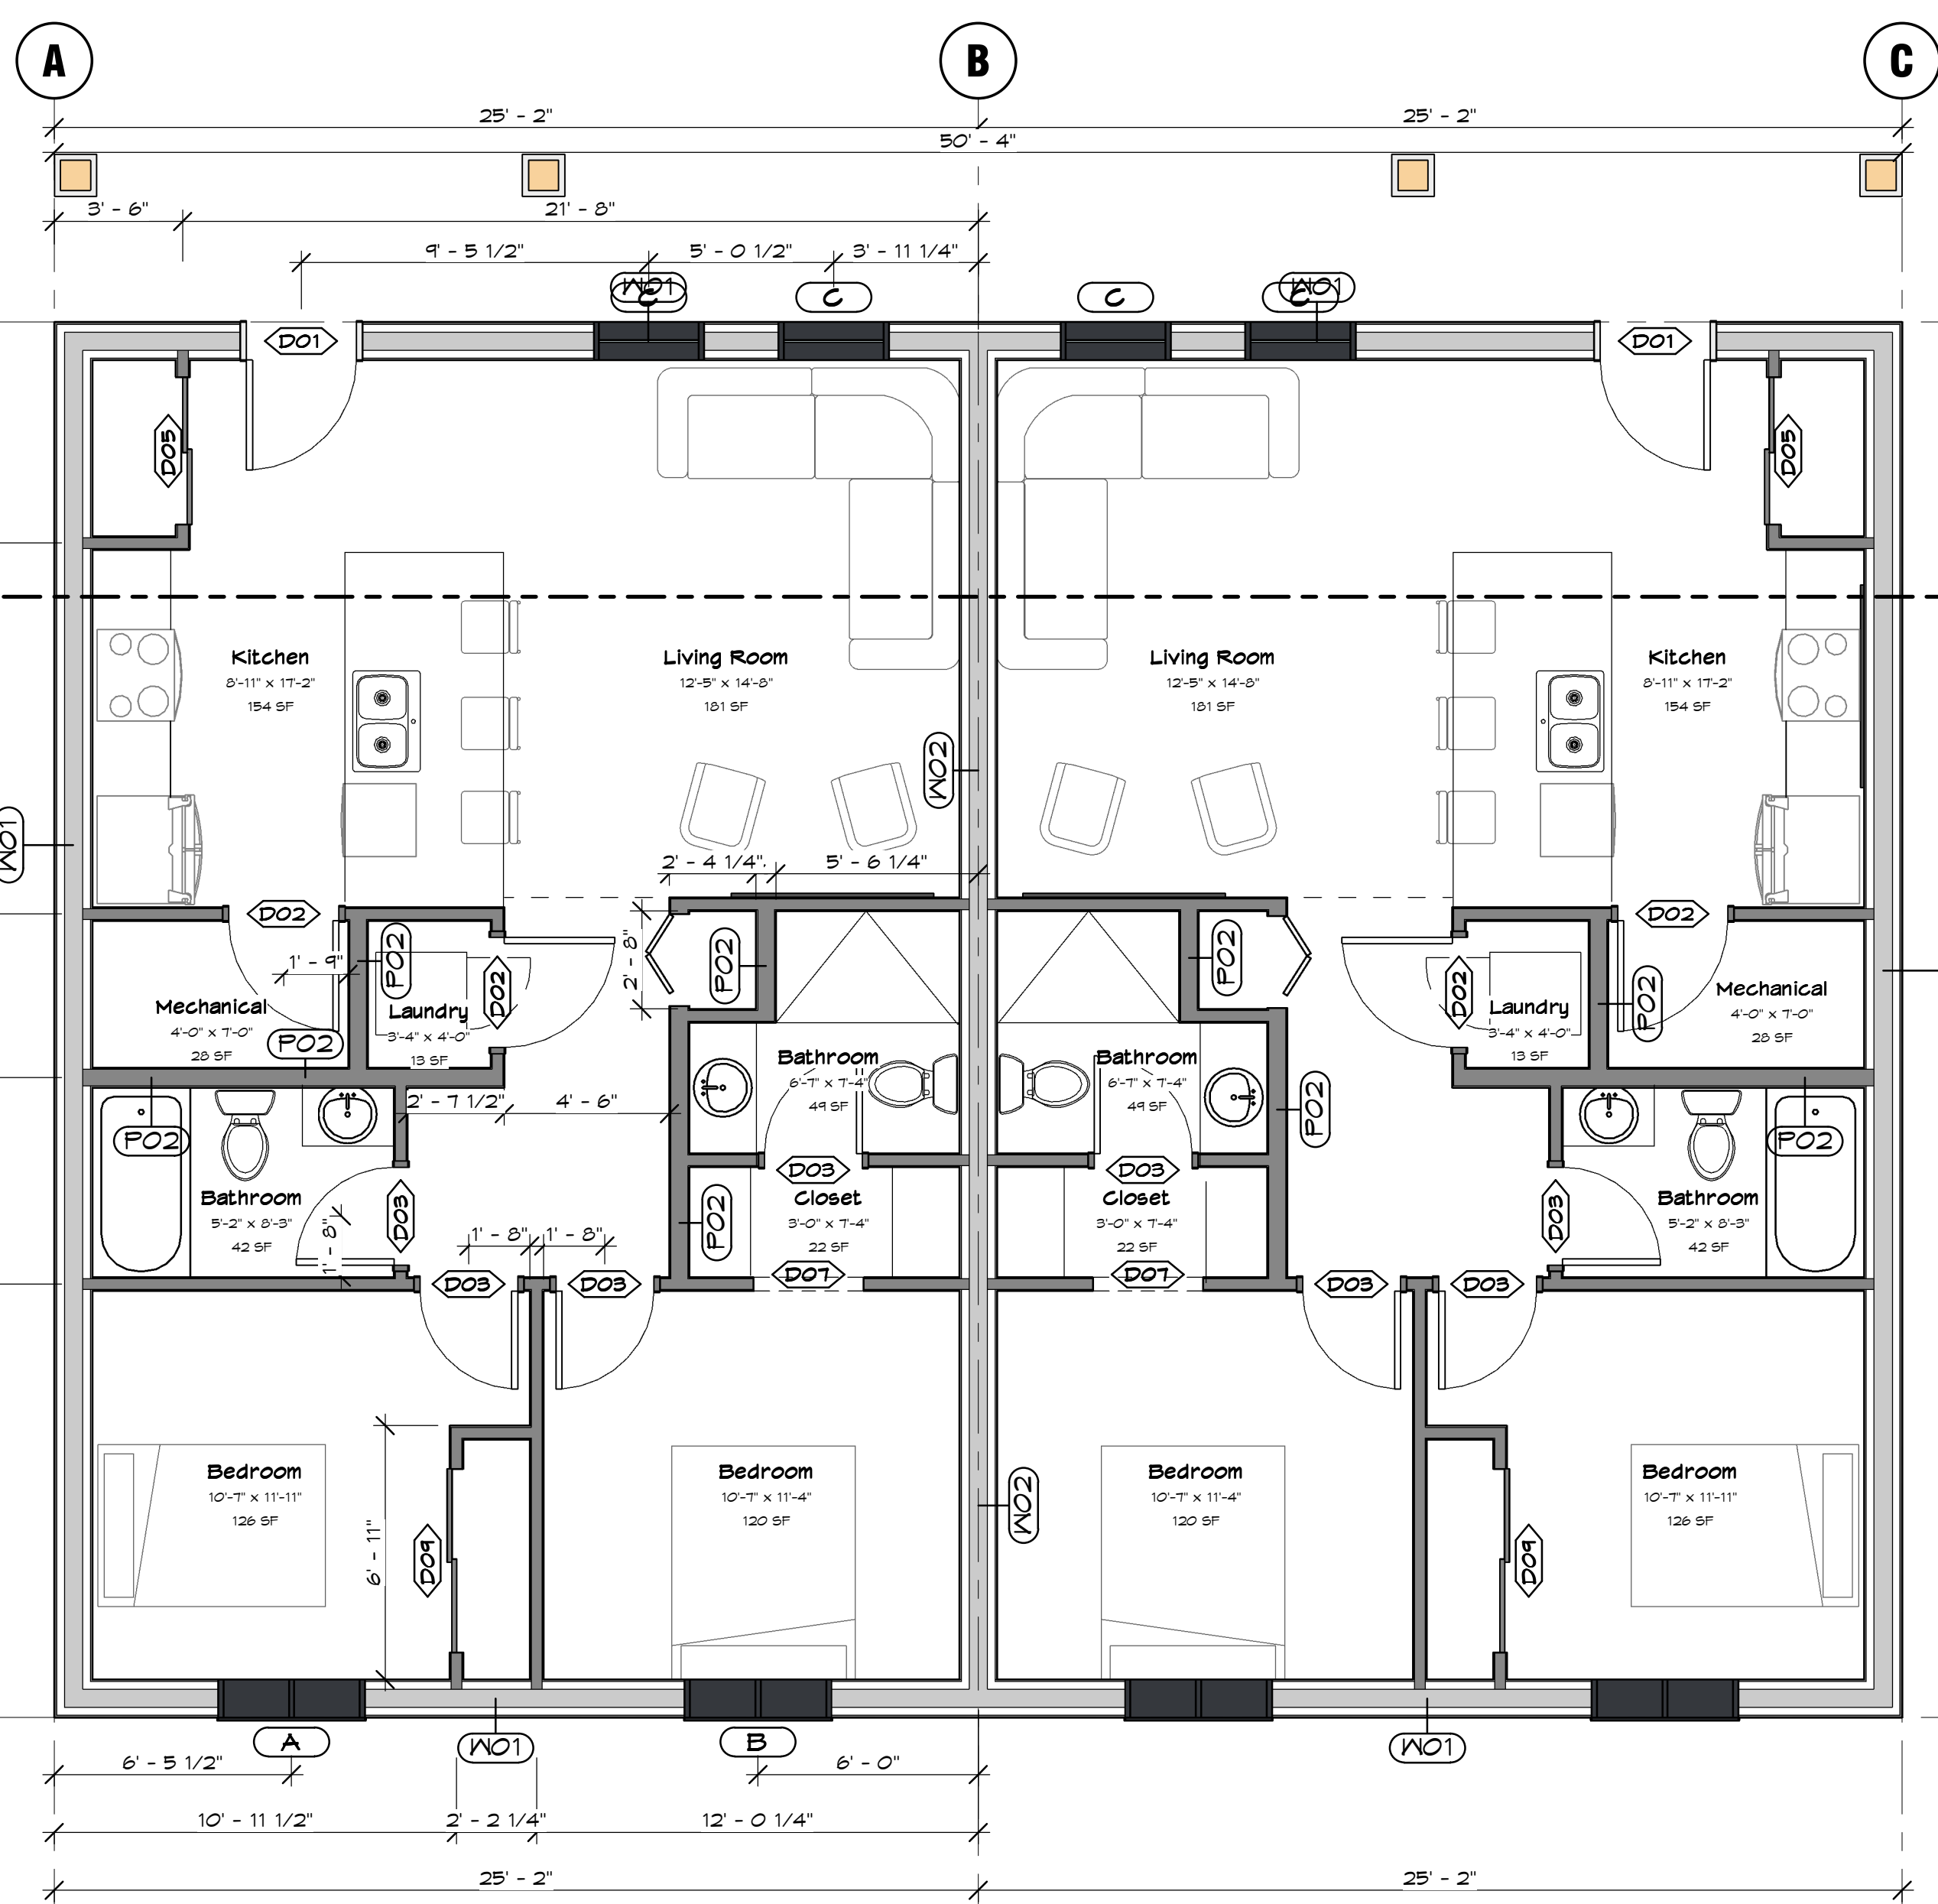 A
B
C
25' - 2"
25' - 2"
50' - 4"
3' - 6"
21' - 8"
9' - 5 1/2"
5' - 0 1/2"
3' - 11 1/4"
W01
C
C
C
W01
C
D01
D01
D05
D05
Kitchen
8'-11" x 17'-2"
154 SF
Living Room
12'-5" x 14'-8"
181 SF
Living Room
12'-5" x 14'-8"
181 SF
Kitchen
8'-11" x 17'-2"
154 SF
W02
W01
2' - 4 1/4"
5' - 6 1/4"
D02
D02
P02
1' - 9"
D02
2' - 8"
P02
P02
D02
P02
Mechanical
4'-0" x 7'-0"
28 SF
Laundry
3'-4" x 4'-0"
13 SF
Laundry
3'-4" x 4'-0"
13 SF
Mechanical
4'-0" x 7'-0"
28 SF
P02
Bathroom
6'-7" x 7'-4"
49 SF
Bathroom
6'-7" x 7'-4"
49 SF
2' - 7 1/2"
4' - 6"
P02
P02
P02
D03
D03
Bathroom
5'-2" x 8'-3"
42 SF
1' - 8"
D03
P02
Closet
3'-0" x 7'-4"
22 SF
Closet
3'-0" x 7'-4"
22 SF
D03
Bathroom
5'-2" x 8'-3"
42 SF
1' - 8"
1' - 8"
D03
D03
D07
D07
D03
D03
Bedroom
10'-7" x 11'-11"
126 SF
Bedroom
10'-7" x 11'-4"
120 SF
Bedroom
10'-7" x 11'-4"
120 SF
Bedroom
10'-7" x 11'-11"
126 SF
6' - 11"
D09
W02
D09
A
W01
B
W01
6' - 5 1/2"
6' - 0"
10' - 11 1/2"
2' - 2 1/4"
12' - 0 1/4"
25' - 2"
25' - 2"